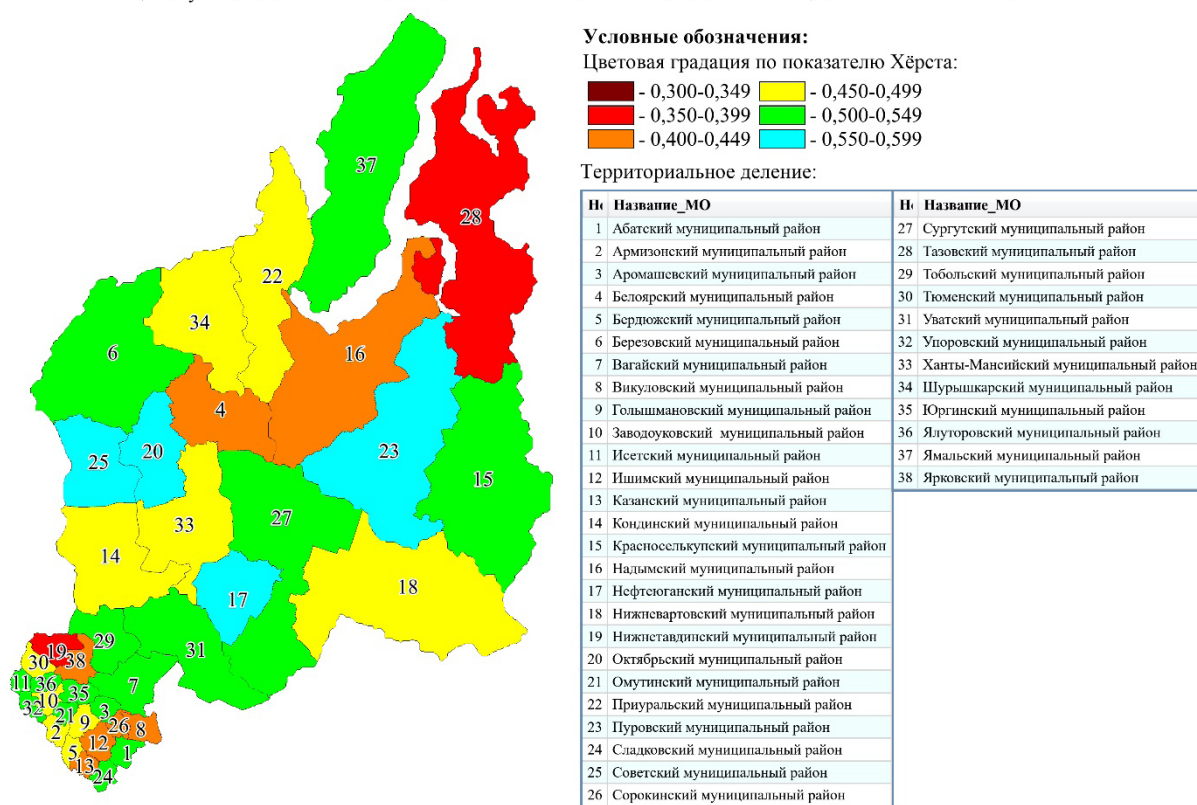 Условные обозначения:
Цветовая градация по показателю Хёрста:
- 0,300-0,349
- 0,450-0,499
- 0,350-0,399
- 0,500-0,549
- 0,400-0,449
- 0,550-0,599
Территориальное деление:
Название_МО
1 Абатский муниципальный район
2 Армизонский муниципальный район
3 Аромашевский муниципальный район
4 Белоярский муниципальный район
5 Бердюжский муниципальный район
6 Березовский муниципальный район
7 Вагайский муниципальный район
8 Викуловский муниципальный район
9 Голышмановский муниципальный район
10 Заводоуковский муниципальный район
11 Исетский муниципальный район
12 Ишимский муниципальный район
13 Казанский муниципальный район
14 Кондинский муниципальный район
15 Красноселькупский муниципальный район
16 Надымский муниципальный район
17 Нефтеюганский муниципальный район
18 Нижневартовский муниципальный район
19 Нижнетавдинский муниципальный район
20 Октябрьский муниципальный район
21 Омутинский муниципальный район
22 Приуральский муниципальный район
23 Пуровский муниципальный район
24 Сладковский муниципальный район
25 Советский муниципальный район
26 Сорокинский муниципальный район
Название_МО
27 Сургутский муниципальный район
28 Тазовский муниципальный район
29 Тобольский муниципальный район
30 Тюменский муниципальный район
31 Уватский муниципальный район
32 Упоровский муниципальный район
33 Ханты-Мансийский муниципальный район
34 Шурышкарский муниципальный район
35 Юргинский муниципальный район
36 Ялуторовский муниципальный район
37 Ямальский муниципальный район
38 Ярковский муниципальный район
37
28
22
34
16
6
4
20
25
23
15
33
27
14
18
17
29
31
19
30
38
11
36
7
10
35
32
21
3
9
26
8
2
12
5
1
13
24